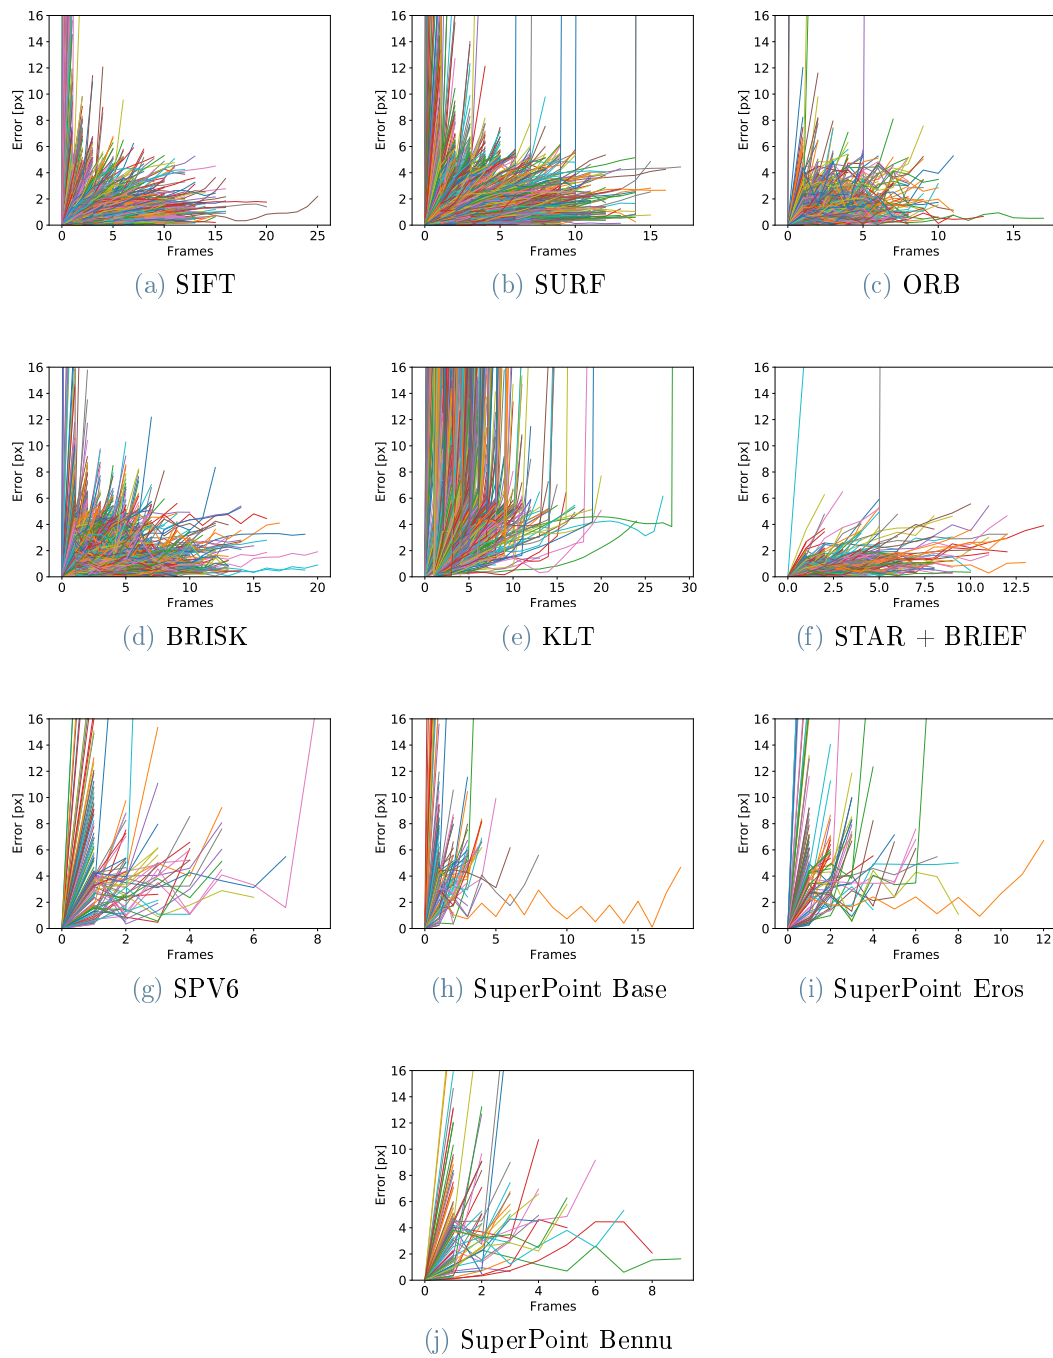 16
14
12
10
8
6
4
2
0
Error [px]
0 5 10 15 20 25
Frames
(a) SIFT
16
14
12
10
8
6
4
2
0
Error [px]
0 5 10 15
Frames
(b) SURF
16
14
12
10
8
6
4
2
0
Error [px]
0 5 10 15
Frames
(c) ORB
16
14
12
10
8
6
4
2
0
Error [px]
0 5 10 15 20
Frames
(d) BRISK
16
14
12
10
8
6
4
2
0
Error [px]
0 5 10 15 20 25 30
Frames
(e) KLT
16
14
12
10
8
6
4
2
0
Error [px]
0.0 2.5 5.0 7.5 10.0 12.5
Frames
(f) STAR + BRIEF
16
14
12
10
8
6
4
2
0
Error [px]
0 2 4 6 8
Frames
(g) SPV6
16
14
12
10
8
6
4
2
0
Error [px]
0 5 10 15
Frames
(h) SuperPoint Base
16
14
12
10
8
6
4
2
0
Error [px]
0 2 4 6 8 10 12
Frames
(i) SuperPoint Eros
16
14
12
10
8
6
4
2
0
Error [px]
0 2 4 6 8
Frames
(j) SuperPoint Bennu